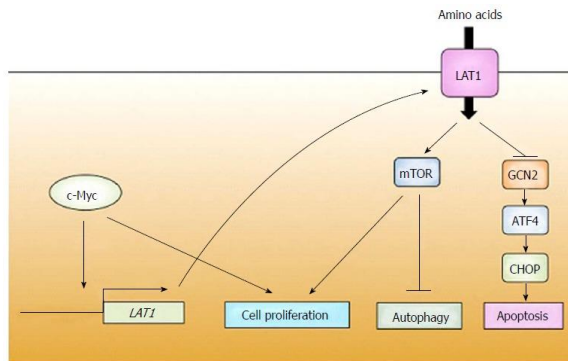 Amino acids
LAT1
mTOR
GCN2
c-Myc
ATF4
CHOP
LAT1
Cell proliferation
Autophagy
Apoptosis